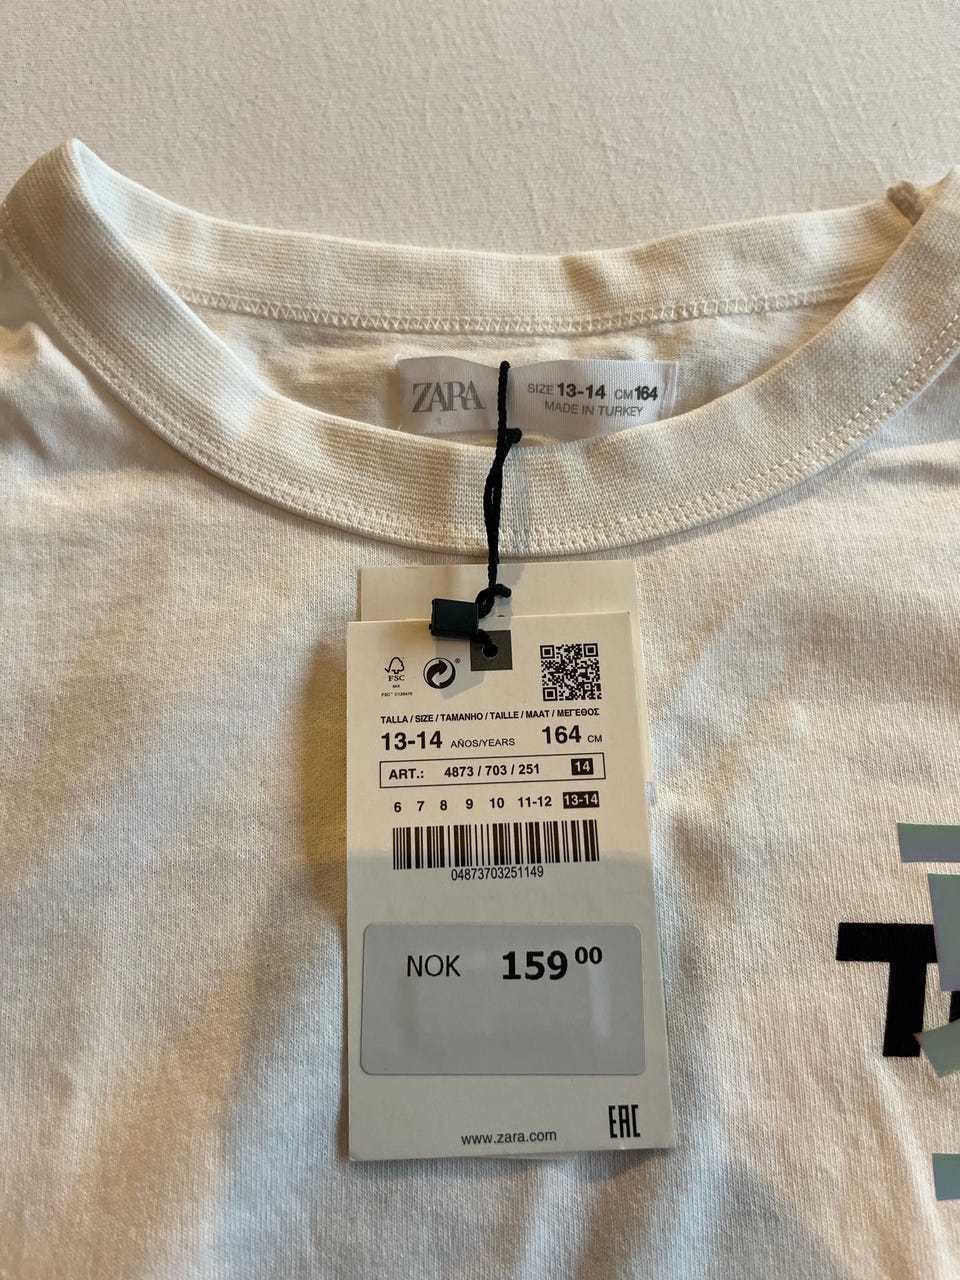 ZARA
SIZE 13-14 CM 164
MADE IN TURKEY
FSC
FSC® C126470
TALLA / SIZE / TAMANHO / TAILLE / MAAT / ΜΕΓΕΘΟΣ
13-14 AÑOS/YEARS 164 CM
ART.: 4873 / 703 / 251 14
6 7 8 9 10 11-12 13-14
04873703251149
NOK 159 00
www.zara.com EAC